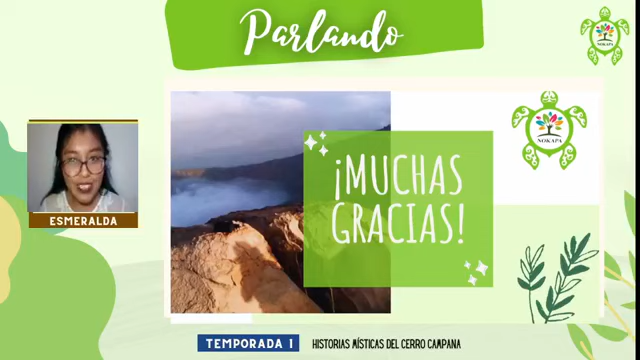 Parlando
NOKAPA
NOKAPA
¡MUCHAS
GRACIAS!
ESMERALDA
TEMPORADA 1
HISTORIAS MÍSTICAS DEL CERRO CAMPANA